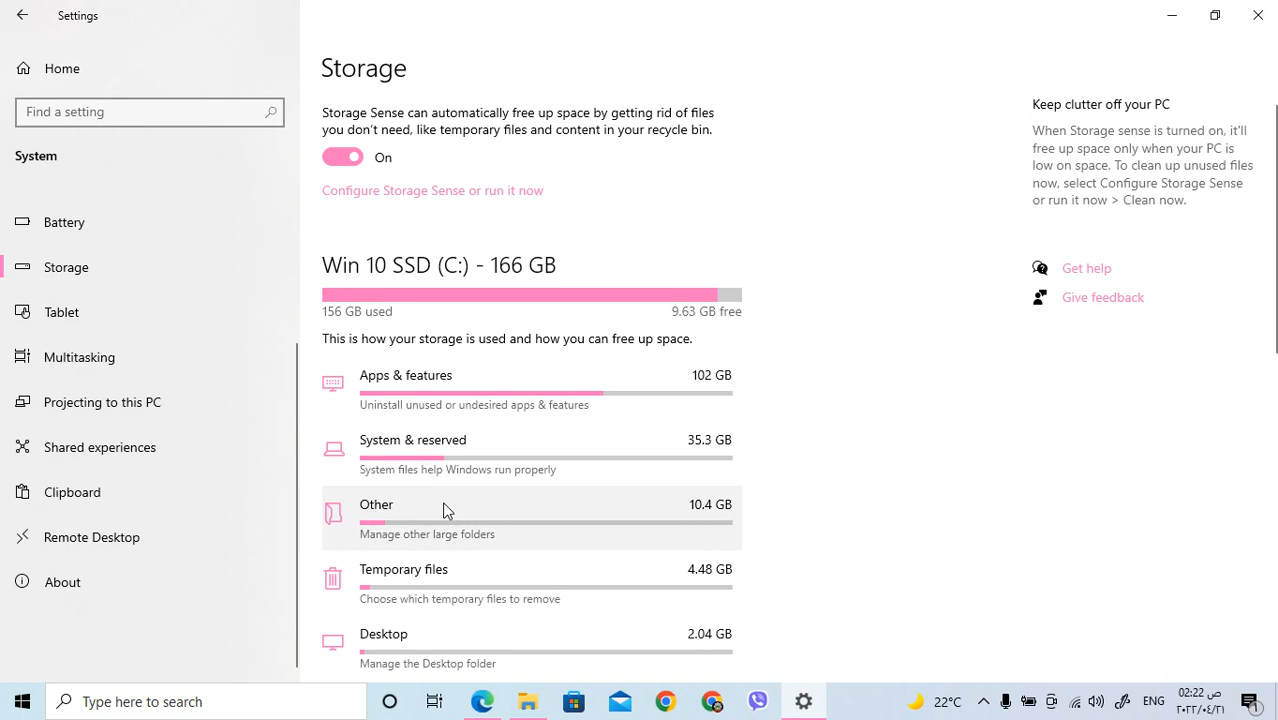 Settings
Home
Find a setting
System
Battery
Storage
Tablet
Multitasking
Projecting to this PC
Shared experiences
Clipboard
Remote Desktop
About
Storage
Storage Sense can automatically free up space by getting rid of files
you don't need, like temporary files and content in your recycle bin.
On
Configure Storage Sense or run it now
Win 10 SSD (C:) - 166 GB
156 GB used 9.63 GB free
This is how your storage is used and how you can free up space.
Apps & features 102 GB
Uninstall unused or undesired apps & features
System & reserved 35.3 GB
System files help Windows run properly
Other 10.4 GB
Manage other large folders
Temporary files 4.48 GB
Choose which temporary files to remove
Desktop 2.04 GB
Manage the Desktop folder
Keep clutter off your PC
When Storage sense is turned on, it'll
free up space only when your PC is
low on space. To clean up unused files
now, select Configure Storage Sense
or run it now > Clean now.
Get help
Give feedback
Type here to search
22°C
ENG
02:22 ص